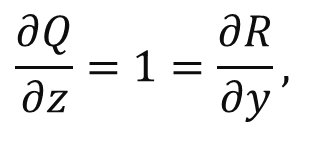 ∂Q/∂z = 1 = ∂R/∂y,